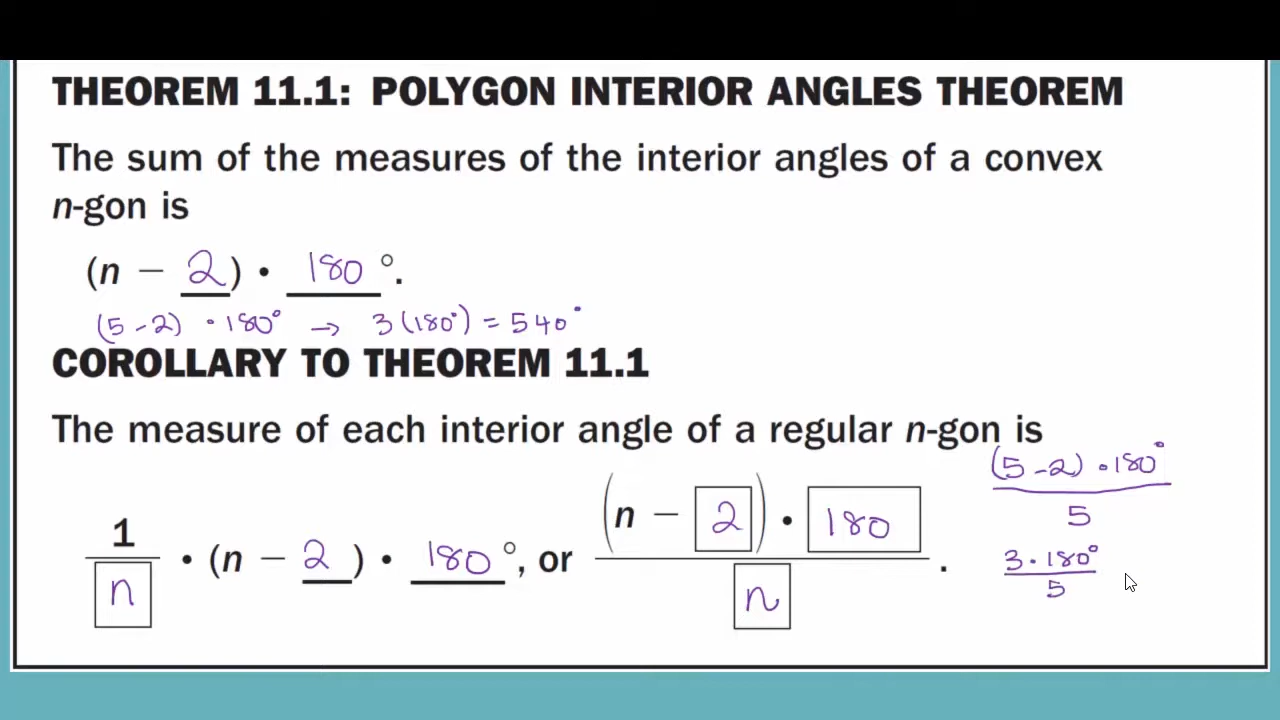 THEOREM 11.1: POLYGON INTERIOR ANGLES THEOREM
The sum of the measures of the interior angles of a convex
n-gon is
(n − 2) • 180°.
(5-2) • 180° → 3(180°) = 540°
COROLLARY TO THEOREM 11.1
The measure of each interior angle of a regular n-gon is
1/n • (n − 2) • 180°, or (n − 2) • 180 / n.
(5-2) • 180° / 5
3 • 180° / 5